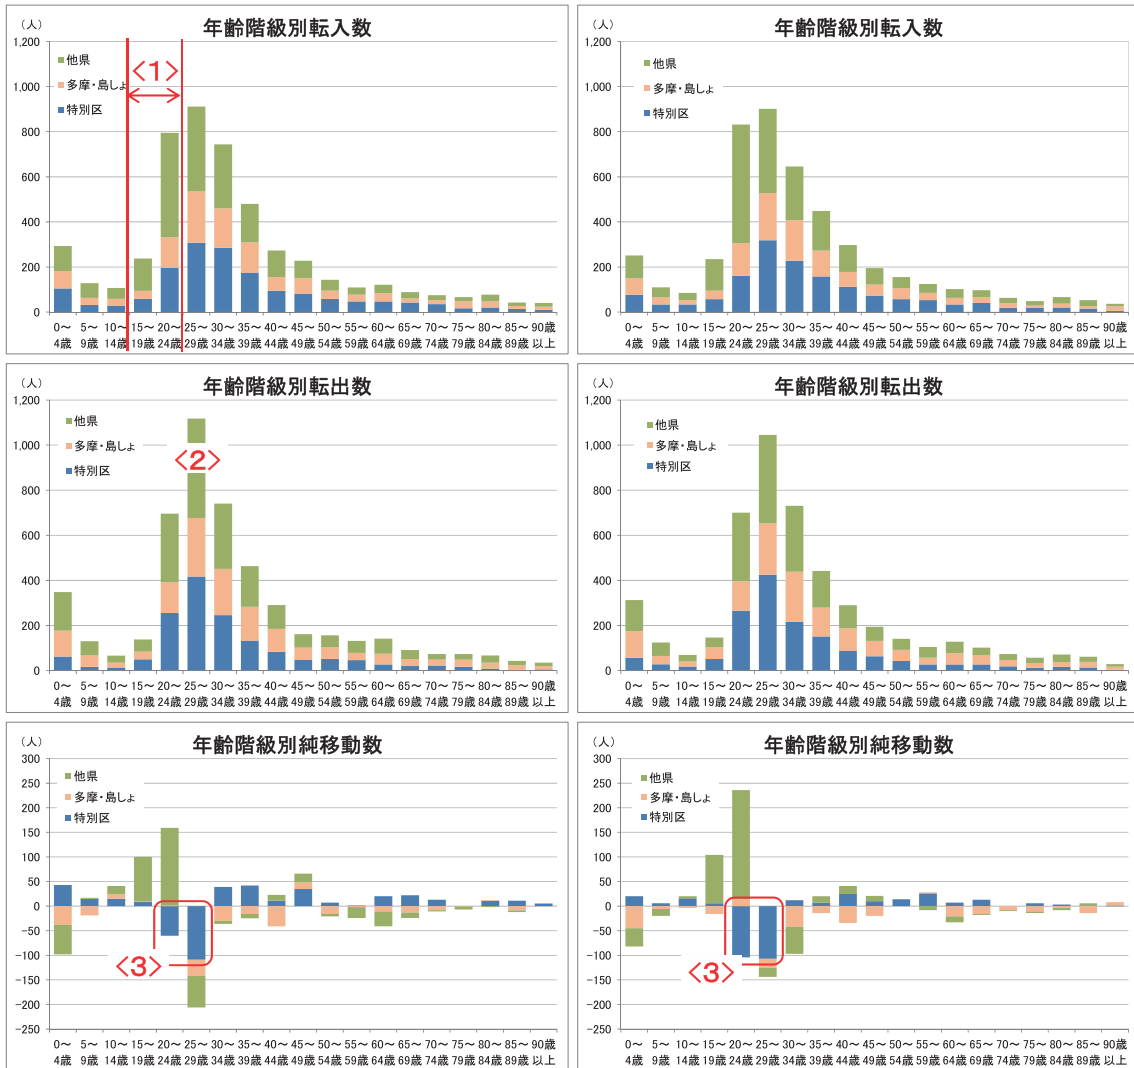 年齢階級別転入数
(人)
1,200
1,000
800
600
400
200
0
他県
多摩・島しょ
特別区
〈1〉
0～ 5～ 10～ 15～ 20～ 25～ 30～ 35～ 40～ 45～ 50～ 55～ 60～ 65～ 70～ 75～ 80～ 85～ 90歳
4歳 9歳 14歳 19歳 24歳 29歳 34歳 39歳 44歳 49歳 54歳 59歳 64歳 69歳 74歳 79歳 84歳 89歳 以上
年齢階級別転入数
(人)
1,200
1,000
800
600
400
200
0
他県
多摩・島しょ
特別区
0～ 5～ 10～ 15～ 20～ 25～ 30～ 35～ 40～ 45～ 50～ 55～ 60～ 65～ 70～ 75～ 80～ 85～ 90歳
4歳 9歳 14歳 19歳 24歳 29歳 34歳 39歳 44歳 49歳 54歳 59歳 64歳 69歳 74歳 79歳 84歳 89歳 以上
年齢階級別転出数
(人)
1,200
1,000
800
600
400
200
0
他県
多摩・島しょ
特別区
〈2〉
0～ 5～ 10～ 15～ 20～ 25～ 30～ 35～ 40～ 45～ 50～ 55～ 60～ 65～ 70～ 75～ 80～ 85～ 90歳
4歳 9歳 14歳 19歳 24歳 29歳 34歳 39歳 44歳 49歳 54歳 59歳 64歳 69歳 74歳 79歳 84歳 89歳 以上
年齢階級別転出数
(人)
1,200
1,000
800
600
400
200
0
他県
多摩・島しょ
特別区
0～ 5～ 10～ 15～ 20～ 25～ 30～ 35～ 40～ 45～ 50～ 55～ 60～ 65～ 70～ 75～ 80～ 85～ 90歳
4歳 9歳 14歳 19歳 24歳 29歳 34歳 39歳 44歳 49歳 54歳 59歳 64歳 69歳 74歳 79歳 84歳 89歳 以上
年齢階級別純移動数
(人)
300
250
200
150
100
50
0
-50
-100
-150
-200
-250
他県
多摩・島しょ
特別区
〈3〉
0～ 5～ 10～ 15～ 20～ 25～ 30～ 35～ 40～ 45～ 50～ 55～ 60～ 65～ 70～ 75～ 80～ 85～ 90歳
4歳 9歳 14歳 19歳 24歳 29歳 34歳 39歳 44歳 49歳 54歳 59歳 64歳 69歳 74歳 79歳 84歳 89歳 以上
年齢階級別純移動数
(人)
300
250
200
150
100
50
0
-50
-100
-150
-200
-250
他県
多摩・島しょ
特別区
〈3〉
0～ 5～ 10～ 15～ 20～ 25～ 30～ 35～ 40～ 45～ 50～ 55～ 60～ 65～ 70～ 75～ 80～ 85～ 90歳
4歳 9歳 14歳 19歳 24歳 29歳 34歳 39歳 44歳 49歳 54歳 59歳 64歳 69歳 74歳 79歳 84歳 89歳 以上